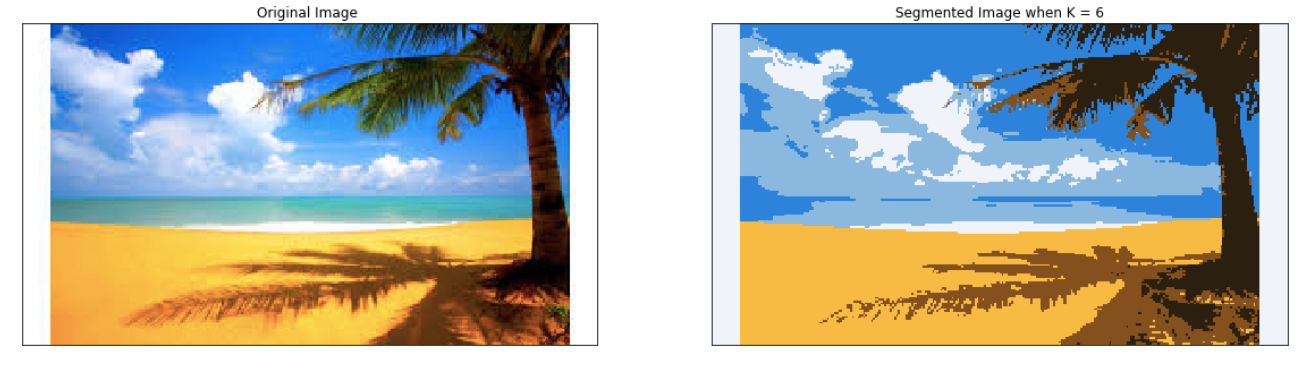 Original Image
Segmented Image when K = 6